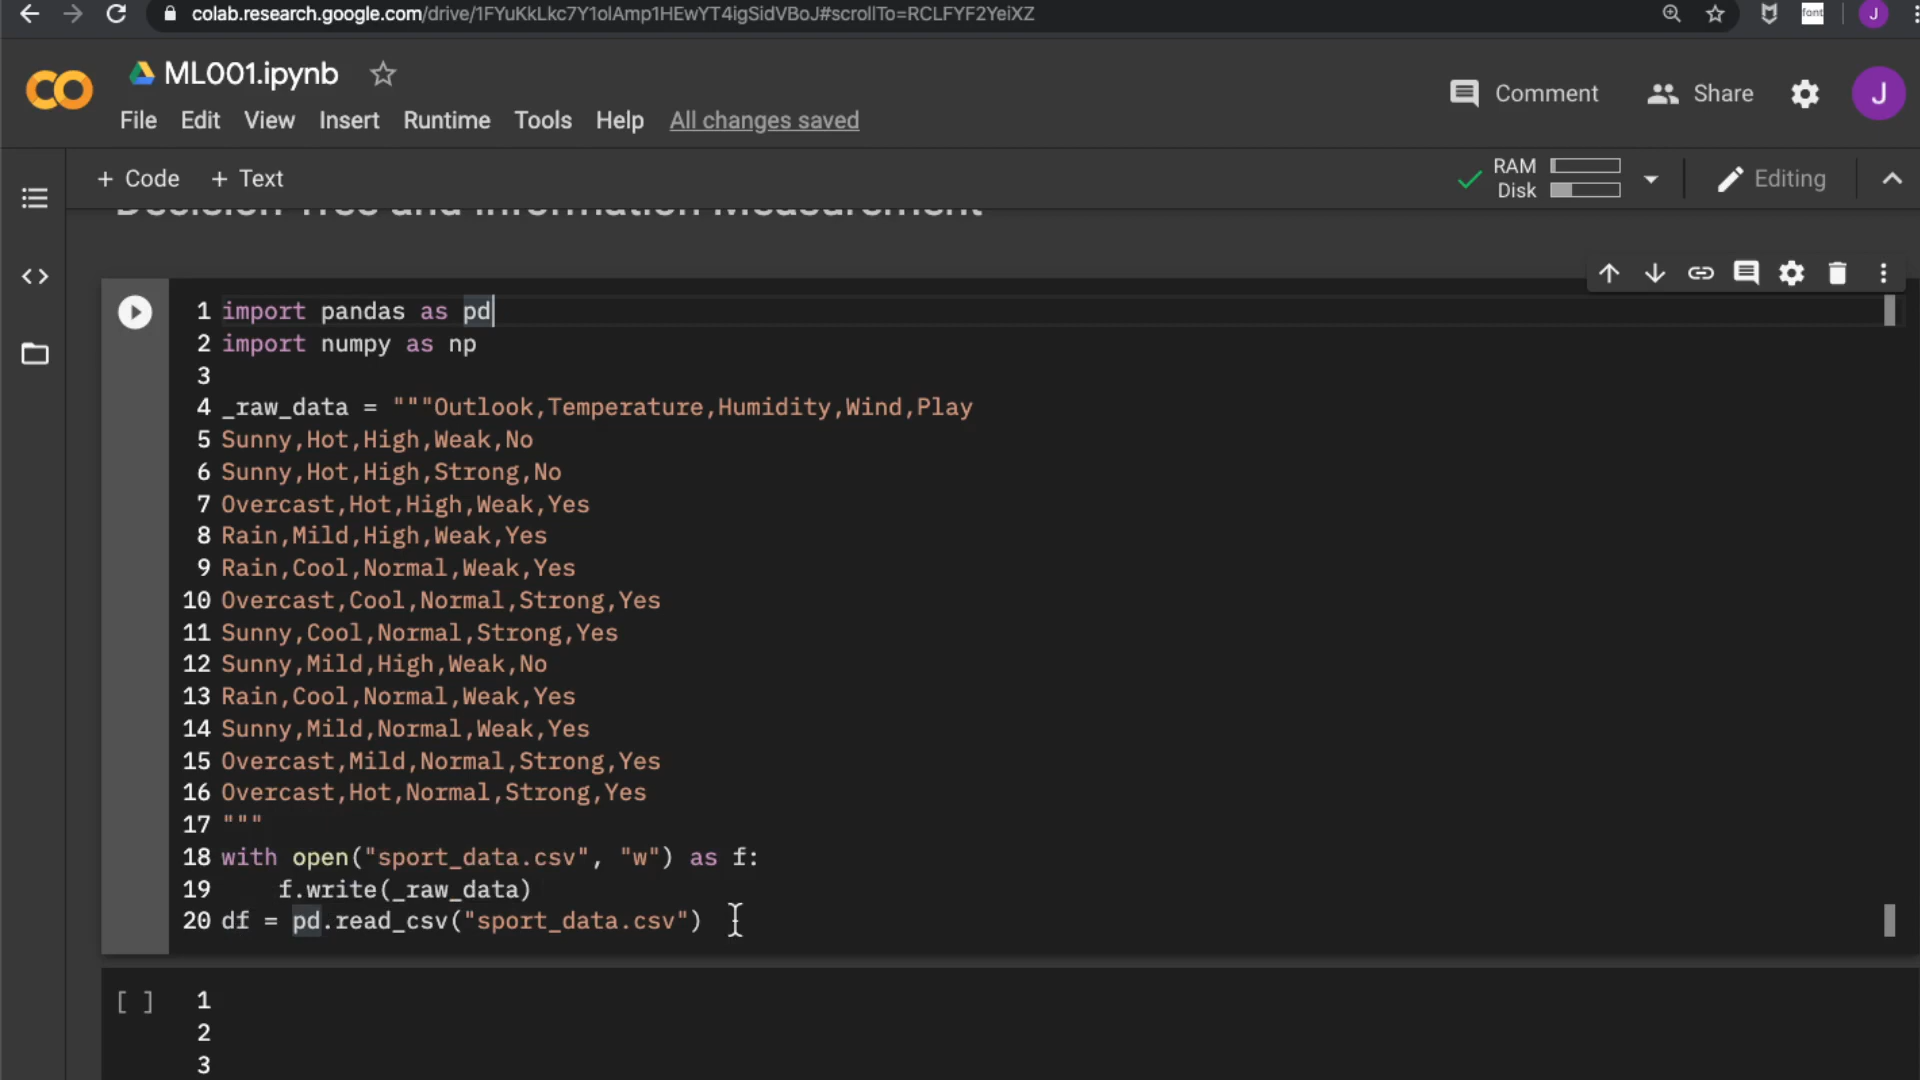 colab.research.google.com/drive/1FYuKkLkc7Y1olAmp1HEwYT4igSidVBoJ#scrollTo=RCLFYF2YeiXZ
font
J
ML001.ipynb
Comment
Share
J
File Edit View Insert Runtime Tools Help All changes saved
+ Code + Text
RAM
Disk
Editing
Decision Tree and Information Measurement
1 import pandas as pd
2 import numpy as np
3
4 _raw_data = """Outlook,Temperature,Humidity,Wind,Play
5 Sunny,Hot,High,Weak,No
6 Sunny,Hot,High,Strong,No
7 Overcast,Hot,High,Weak,Yes
8 Rain,Mild,High,Weak,Yes
9 Rain,Cool,Normal,Weak,Yes
10 Overcast,Cool,Normal,Strong,Yes
11 Sunny,Cool,Normal,Strong,Yes
12 Sunny,Mild,High,Weak,No
13 Rain,Cool,Normal,Weak,Yes
14 Sunny,Mild,Normal,Weak,Yes
15 Overcast,Mild,Normal,Strong,Yes
16 Overcast,Hot,Normal,Strong,Yes
17 """
18 with open("sport_data.csv", "w") as f:
19     f.write(_raw_data)
20 df = pd.read_csv("sport_data.csv")
[ ] 1
2
3